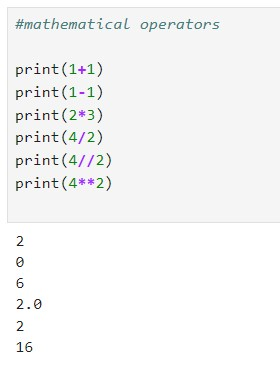 #mathematical operators
print(1+1)
print(1-1)
print(2*3)
print(4/2)
print(4//2)
print(4**2)
2
0
6
2.0
2
16